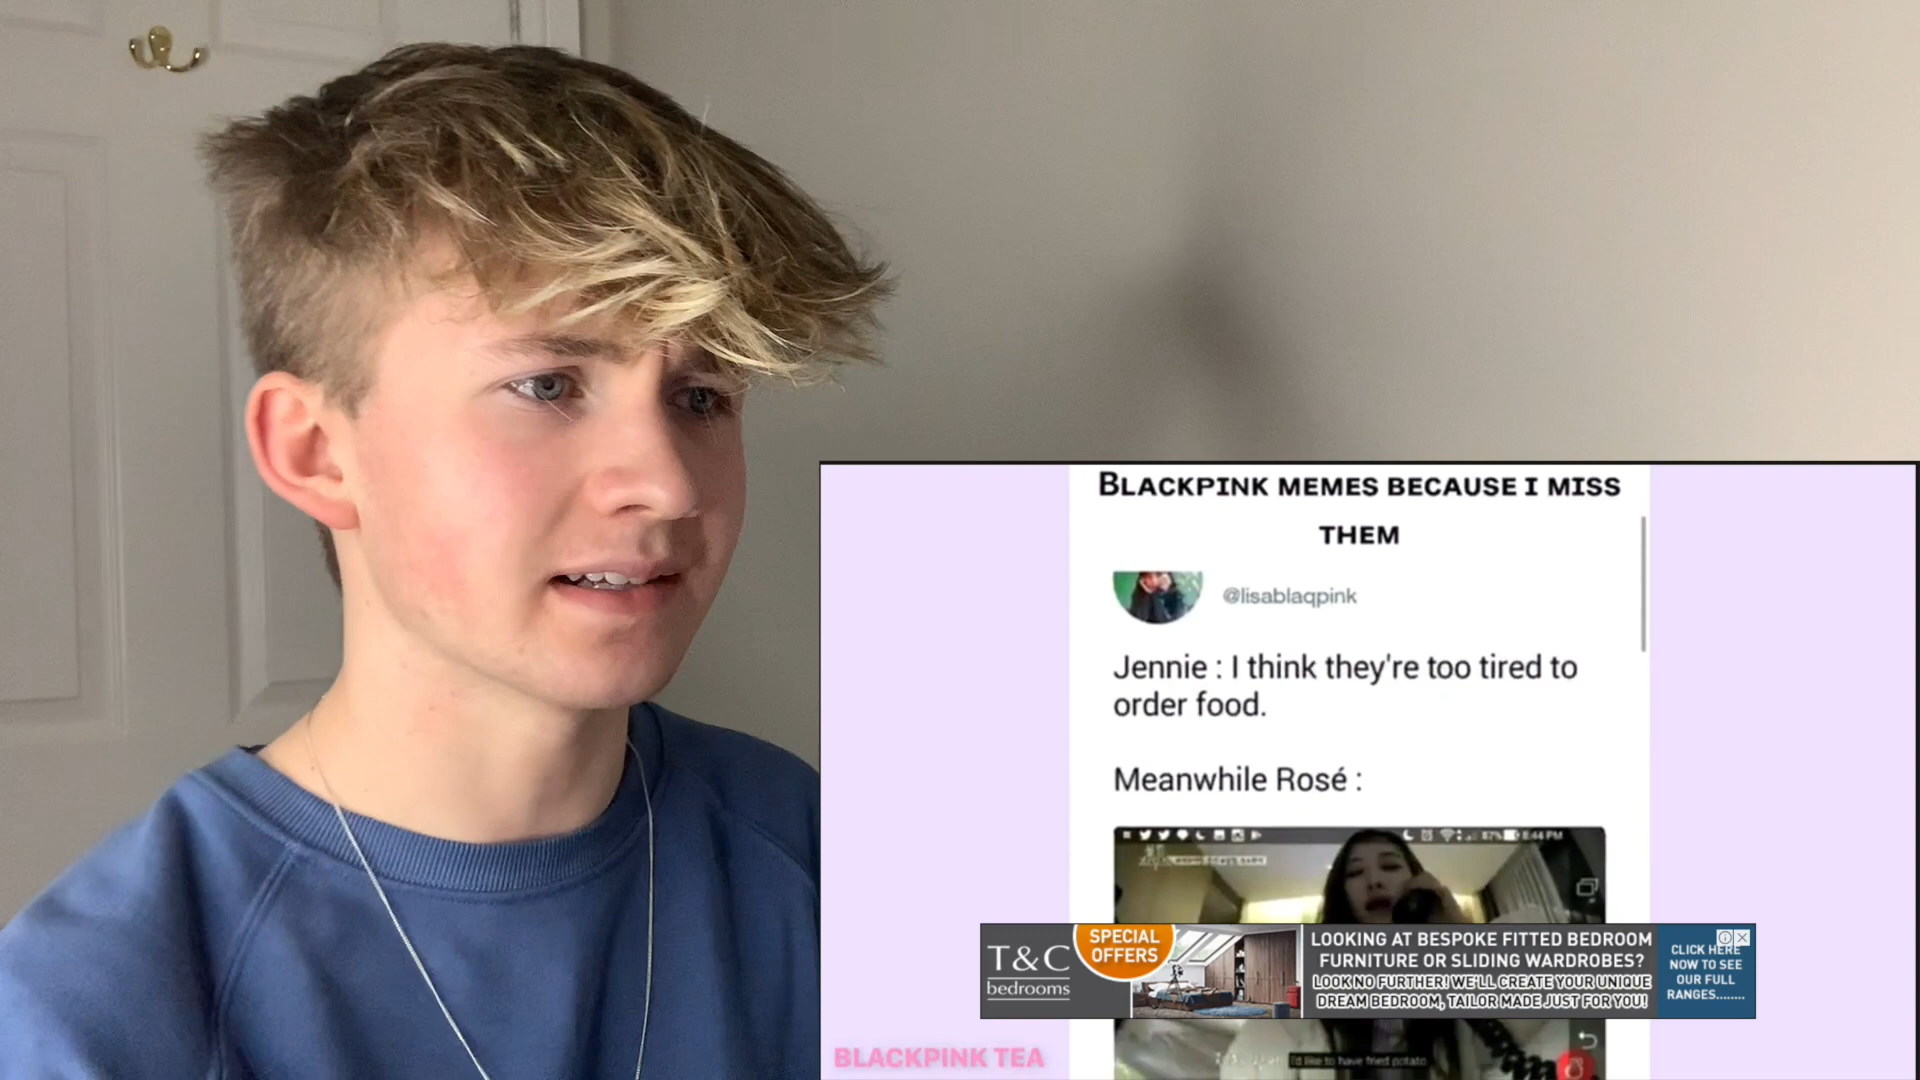 BLACKPINK MEMES BECAUSE I MISS
THEM
@lisablaqpink
Jennie : I think they're too tired to
order food.
Meanwhile Rosé :
8:44 PM
T&C
bedrooms
SPECIAL
OFFERS
LOOKING AT BESPOKE FITTED BEDROOM
FURNITURE OR SLIDING WARDROBES?
LOOK NO FURTHER! WE'LL CREATE YOUR UNIQUE
DREAM BEDROOM, TAILOR MADE JUST FOR YOU!
CLICK HERE
NOW TO SEE
OUR FULL
RANGES........
I'd like to have fried potato
BLACKPINK TEA